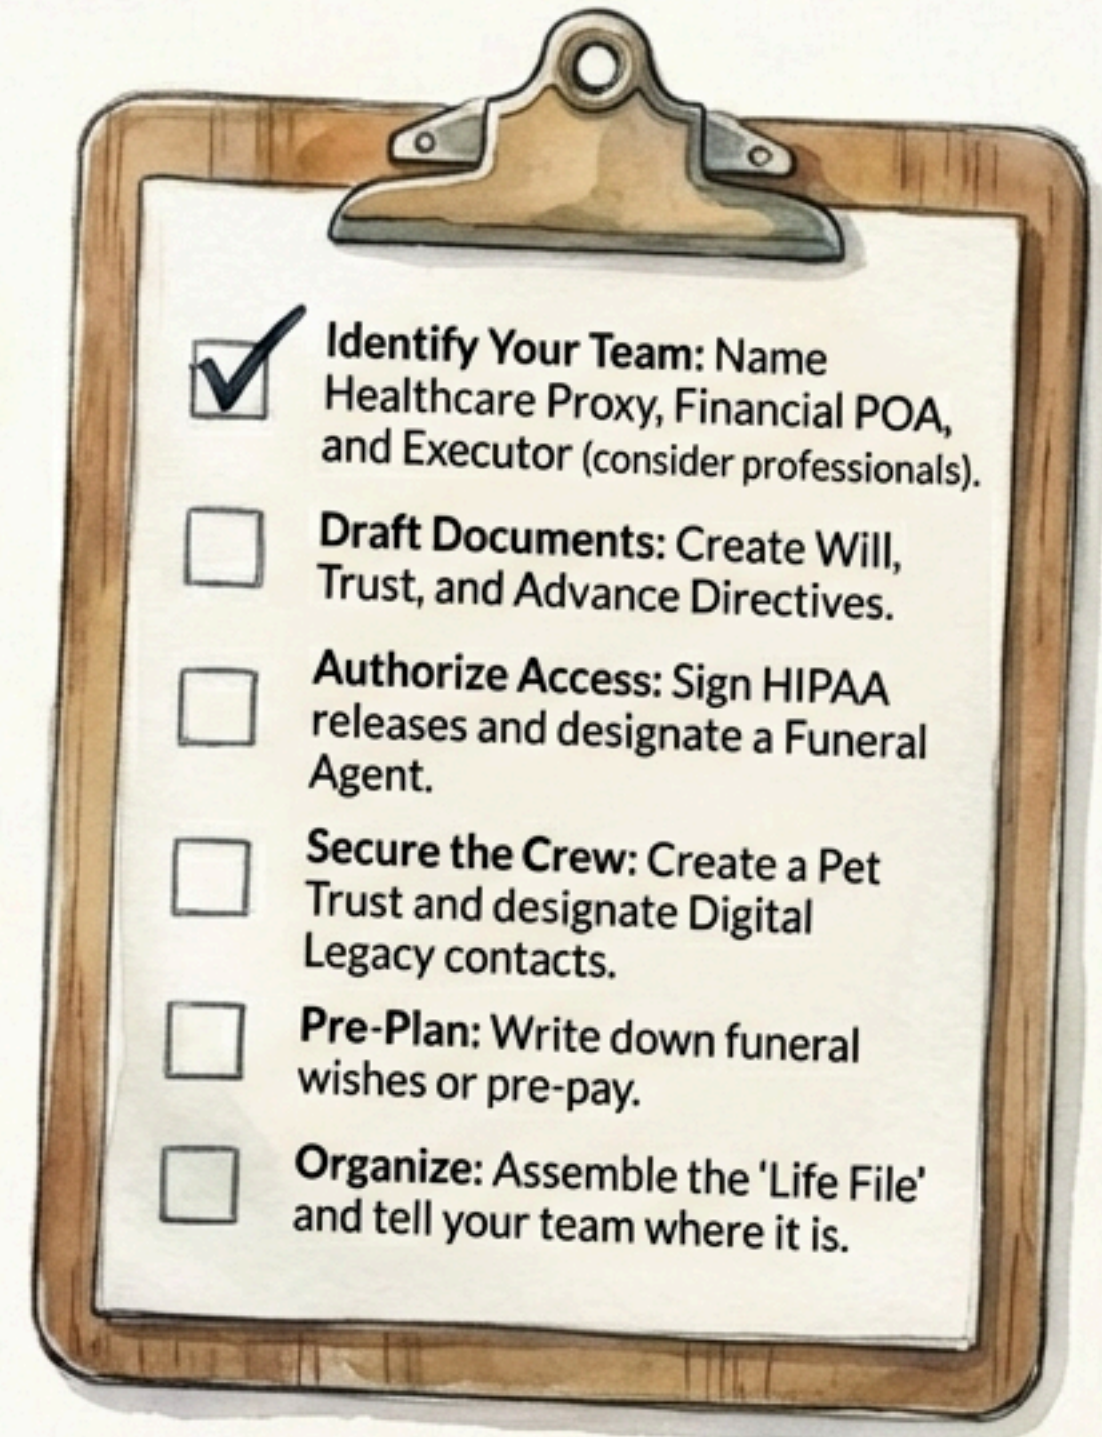 Identify Your Team: Name
Healthcare Proxy, Financial POA,
and Executor (consider professionals).
Draft Documents: Create Will,
Trust, and Advance Directives.
Authorize Access: Sign HIPAA
releases and designate a Funeral
Agent.
Secure the Crew: Create a Pet
Trust and designate Digital
Legacy contacts.
Pre-Plan: Write down funeral
wishes or pre-pay.
Organize: Assemble the 'Life File'
and tell your team where it is.